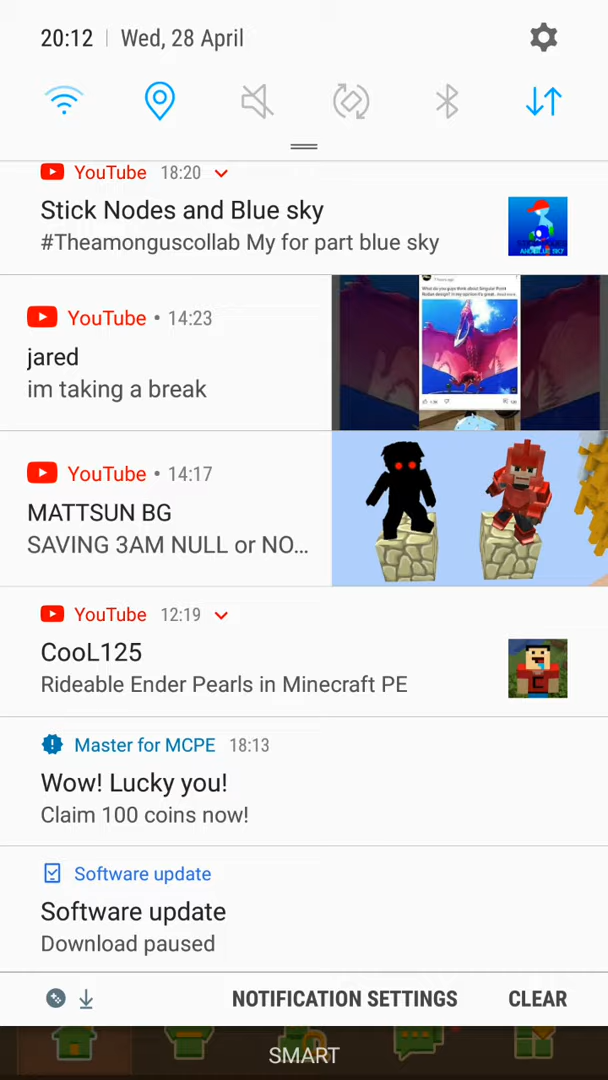 20:12 | Wed, 28 April
YouTube 18:20
Stick Nodes and Blue sky
#Theamonguscollab My for part blue sky
YouTube • 14:23
jared
im taking a break
YouTube • 14:17
MATTSUN BG
SAVING 3AM NULL or NO...
YouTube 12:19
CooL125
Rideable Ender Pearls in Minecraft PE
Master for MCPE 18:13
Wow! Lucky you!
Claim 100 coins now!
Software update
Software update
Download paused
NOTIFICATION SETTINGS CLEAR
SMART